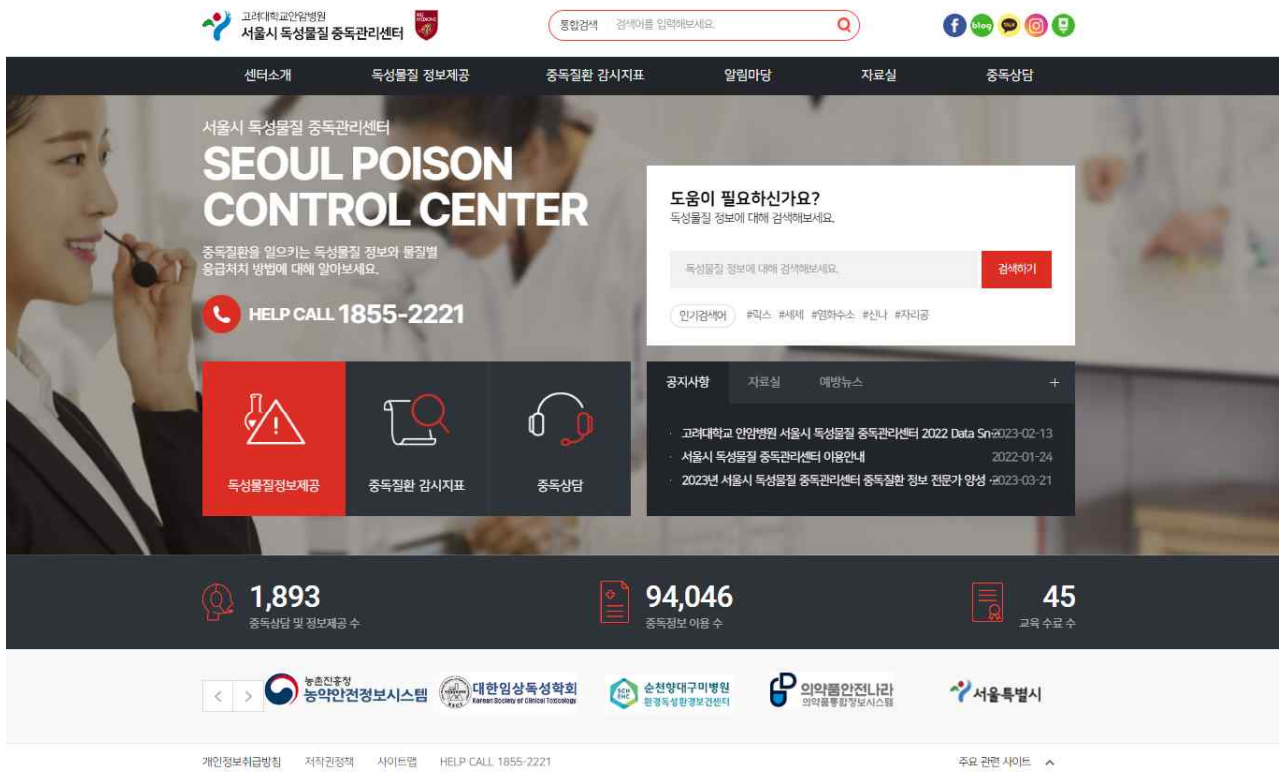 고려대학교안암병원
서울시 독성물질 중독관리센터
통합검색 검색어를 입력해보세요.
blog TALK
센터소개 독성물질 정보제공 중독질환 감시지표 알림마당 자료실 중독상담
서울시 독성물질 중독관리센터
SEOUL POISON
CONTROL CENTER
중독질환을 일으키는 독성물질 정보와 물질별
응급처치 방법에 대해 알아보세요.
HELP CALL 1855-2221
도움이 필요하신가요?
독성물질 정보에 대해 검색해보세요.
독성물질 정보에 대해 검색해보세요. 검색하기
인기검색어 #락스 #세제 #염화수소 #신나 #자리공
독성물질정보제공 중독질환 감시지표 중독상담
공지사항 자료실 예방뉴스 +
고려대학교 안암병원 서울시 독성물질 중독관리센터 2022 Data Sn 2023-02-13
서울시 독성물질 중독관리센터 이용안내 2022-01-24
2023년 서울시 독성물질 중독관리센터 중독질환 정보 전문가 양성 2023-03-21
1,893
중독상담 및 정보제공 수
94,046
중독정보 이용 수
45
교육 수료 수
농촌진흥청
농약안전정보시스템
대한임상독성학회
Korean Society of Clinical Toxicology
SCH
EHC
순천향대구미병원
환경독성환경보건센터
의약품안전나라
의약품통합정보시스템
서울특별시
개인정보취급방침 저작권정책 사이트맵 HELP CALL 1855-2221 주요 관련 사이트